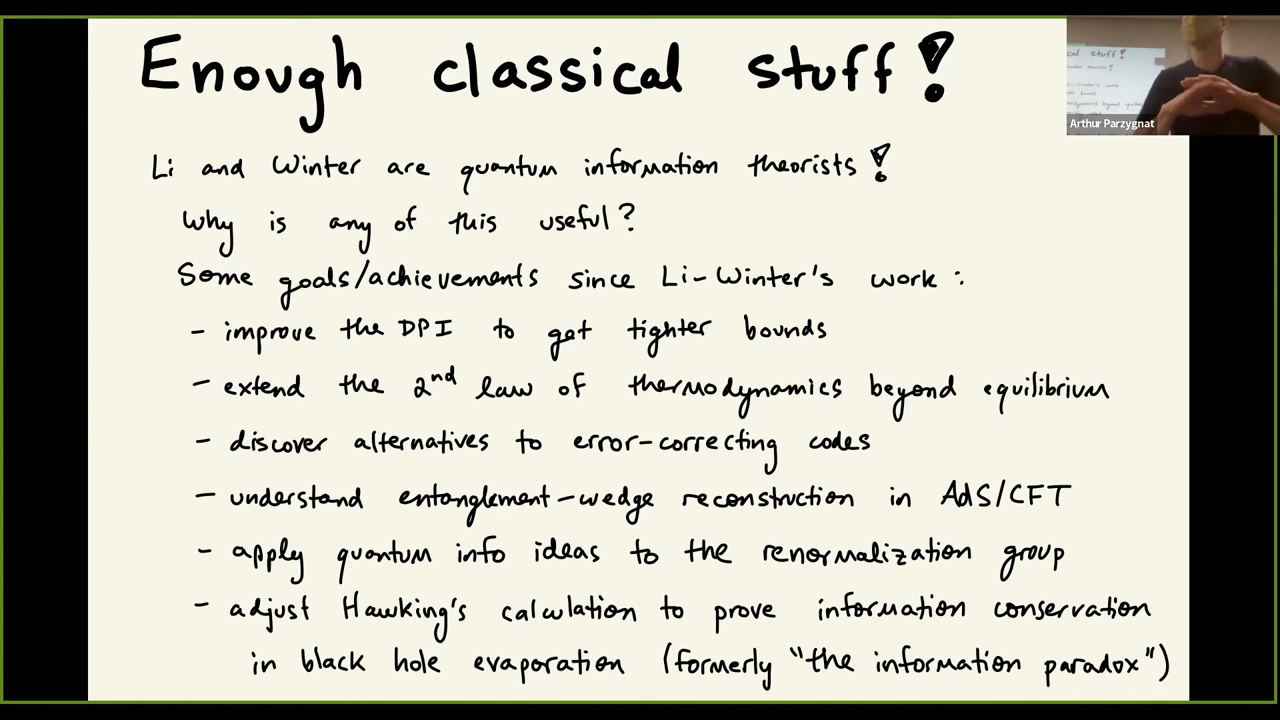 Enough classical stuff!
Li and Winter are quantum information theorists!
Why is any of this useful?
Some goals/achievements since Li-Winter's work:
- improve the DPI to get tighter bounds
- extend the 2nd law of thermodynamics beyond equilibrium
- discover alternatives to error-correcting codes
- understand entanglement-wedge reconstruction in AdS/CFT
- apply quantum info ideas to the renormalization group
- adjust Hawking's calculation to prove information conservation
in black hole evaporation (formerly "the information paradox")
Arthur Parzygnat